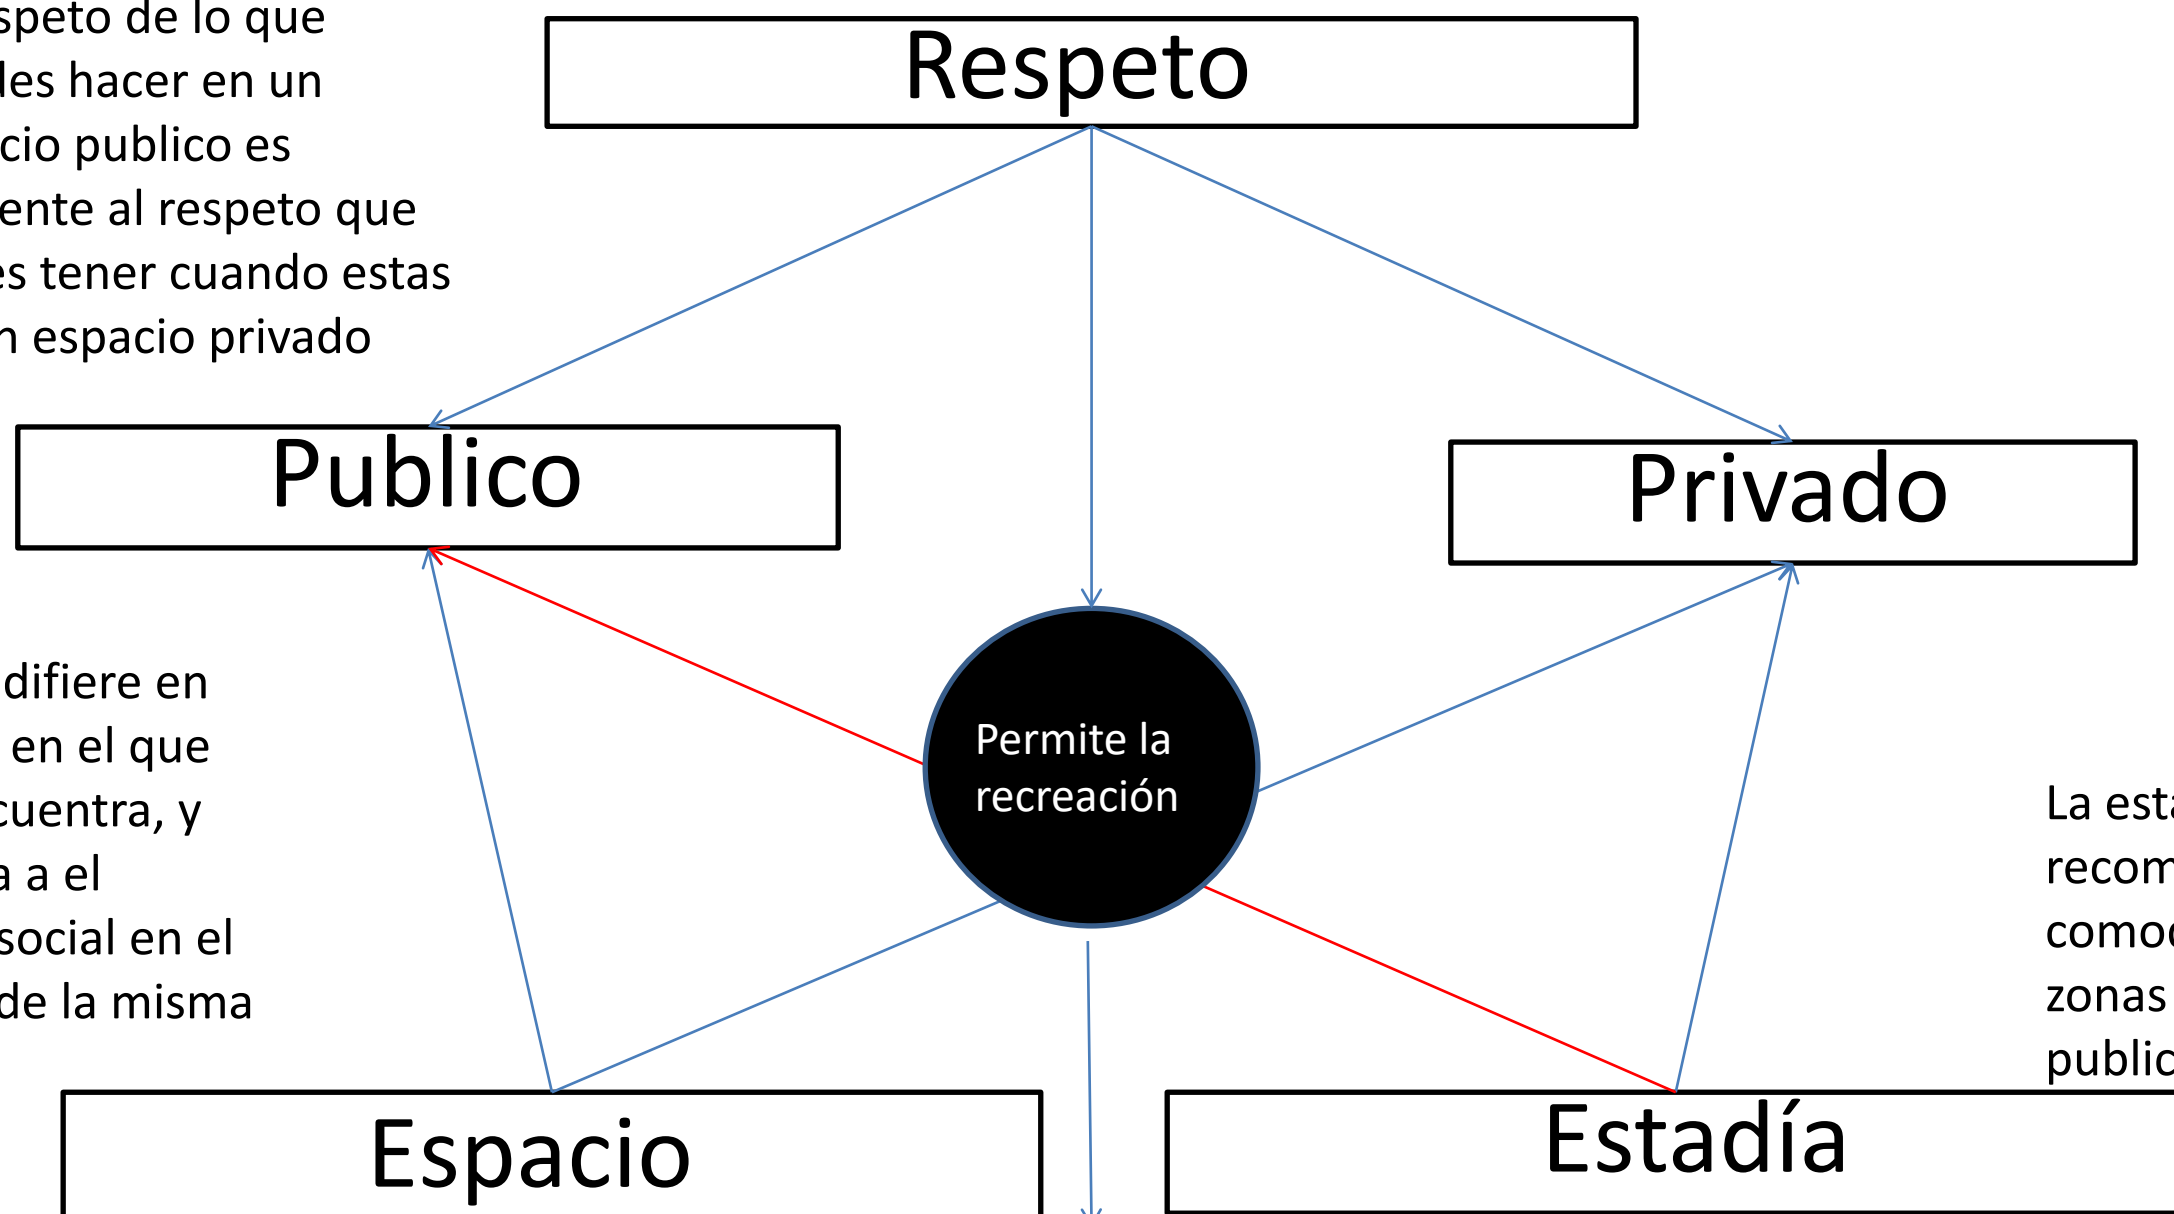 speto de lo que
des hacer en un
cio publico es
ente al respeto que
es tener cuando estas
n espacio privado
Respeto
Publico
Privado
difiere en
en el que
cuentra, y
a a el
social en el
de la misma
Permite la
recreación
La esta
recom
como
zonas
public
Espacio
Estadía